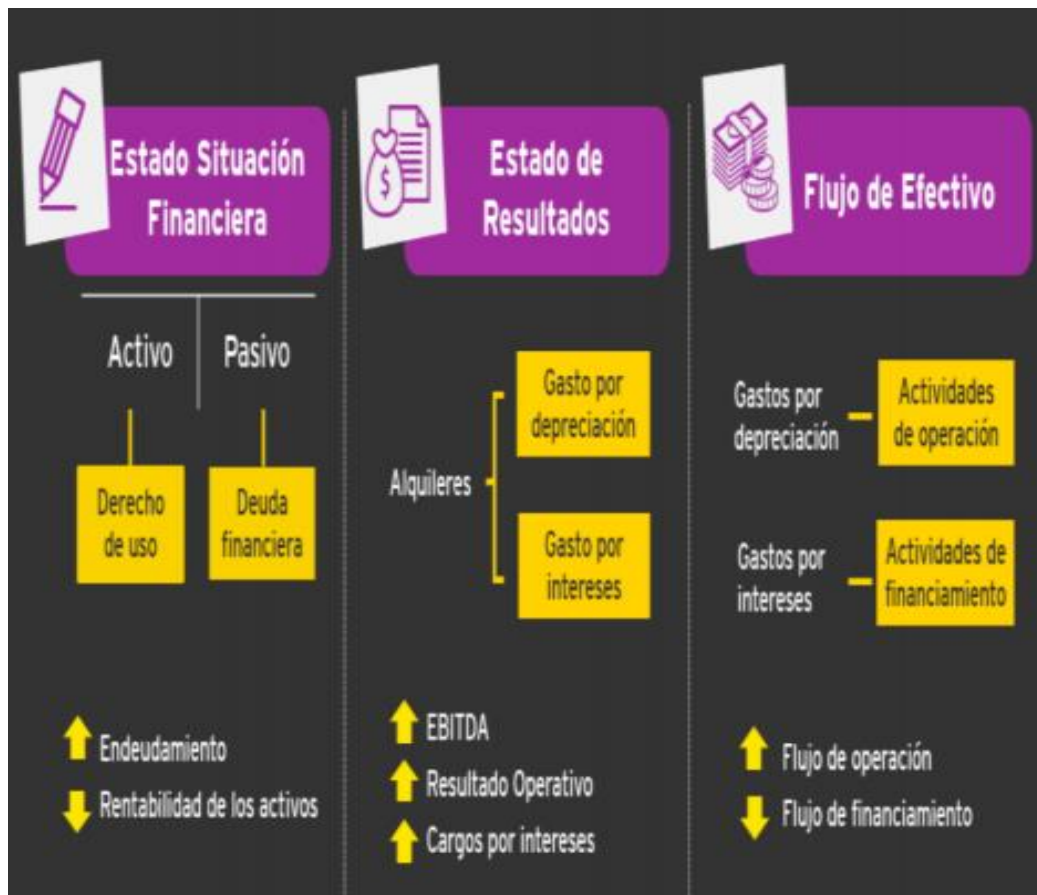 Estado Situación
Financiera
Activo
Pasivo
Derecho
de uso
Deuda
financiera
Endeudamiento
Rentabilidad de los activos
$
Estado de
Resultados
Alquileres
Gasto por
depreciación
Gasto por
intereses
EBITDA
Resultado Operativo
Cargos por intereses
Flujo de Efectivo
Gastos por
depreciación
Actividades
de operación
Gastos por
intereses
Actividades de
financiamiento
Flujo de operación
Flujo de financiamiento